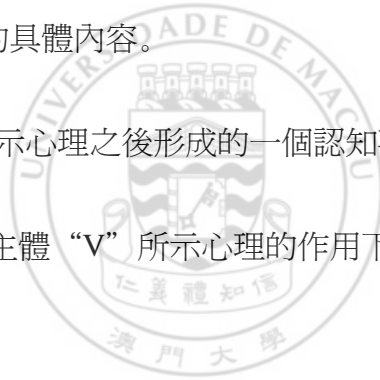 的具體內容。
UNIVERSIDADE DE MACAU
示心理之後形成的一個認知
主體“V”所示心理的作用下
仁義禮知信
澳門大學